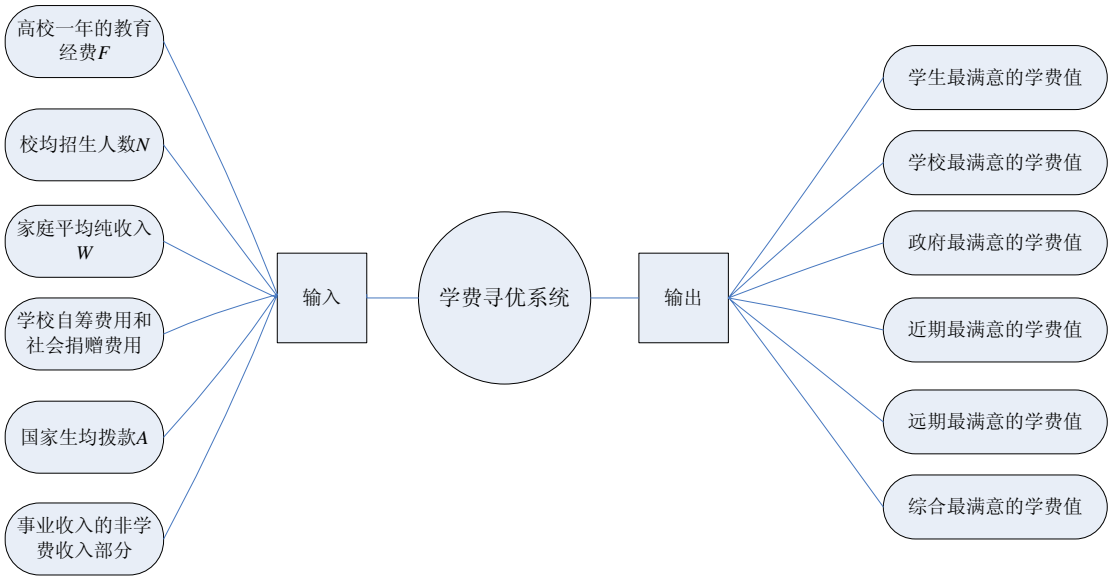 高校一年的教育
经费F
校均招生人数N
家庭平均纯收入
W
学校自筹费用和
社会捐赠费用
国家生均拨款A
事业收入的非学
费收入部分
输入
学费寻优系统
输出
学生最满意的学费值
学校最满意的学费值
政府最满意的学费值
近期最满意的学费值
远期最满意的学费值
综合最满意的学费值